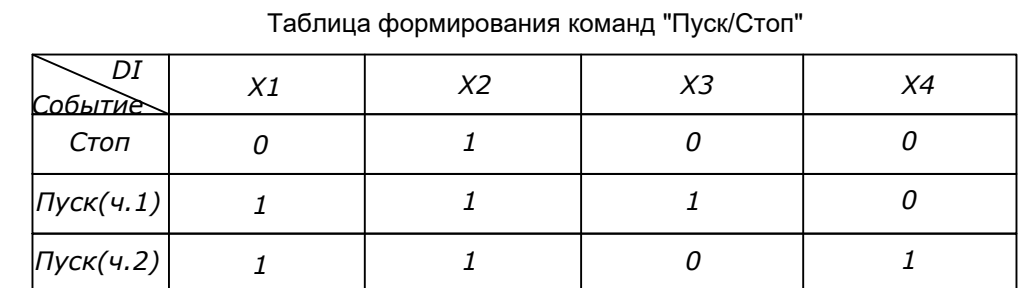 Таблица формирования команд "Пуск/Стоп"
DI
Событие X1 X2 X3 X4
Стоп 0 1 0 0
Пуск(ч.1) 1 1 1 0
Пуск(ч.2) 1 1 0 1